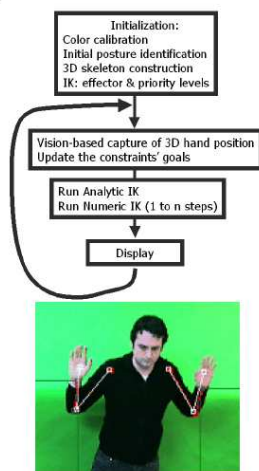 Initialization:
Color calibration
Initial posture identification
3D skeleton construction
IK: effector & priority levels
Vision-based capture of 3D hand position
Update the constraints' goals
Run Analytic IK
Run Numeric IK (1 to n steps)
Display